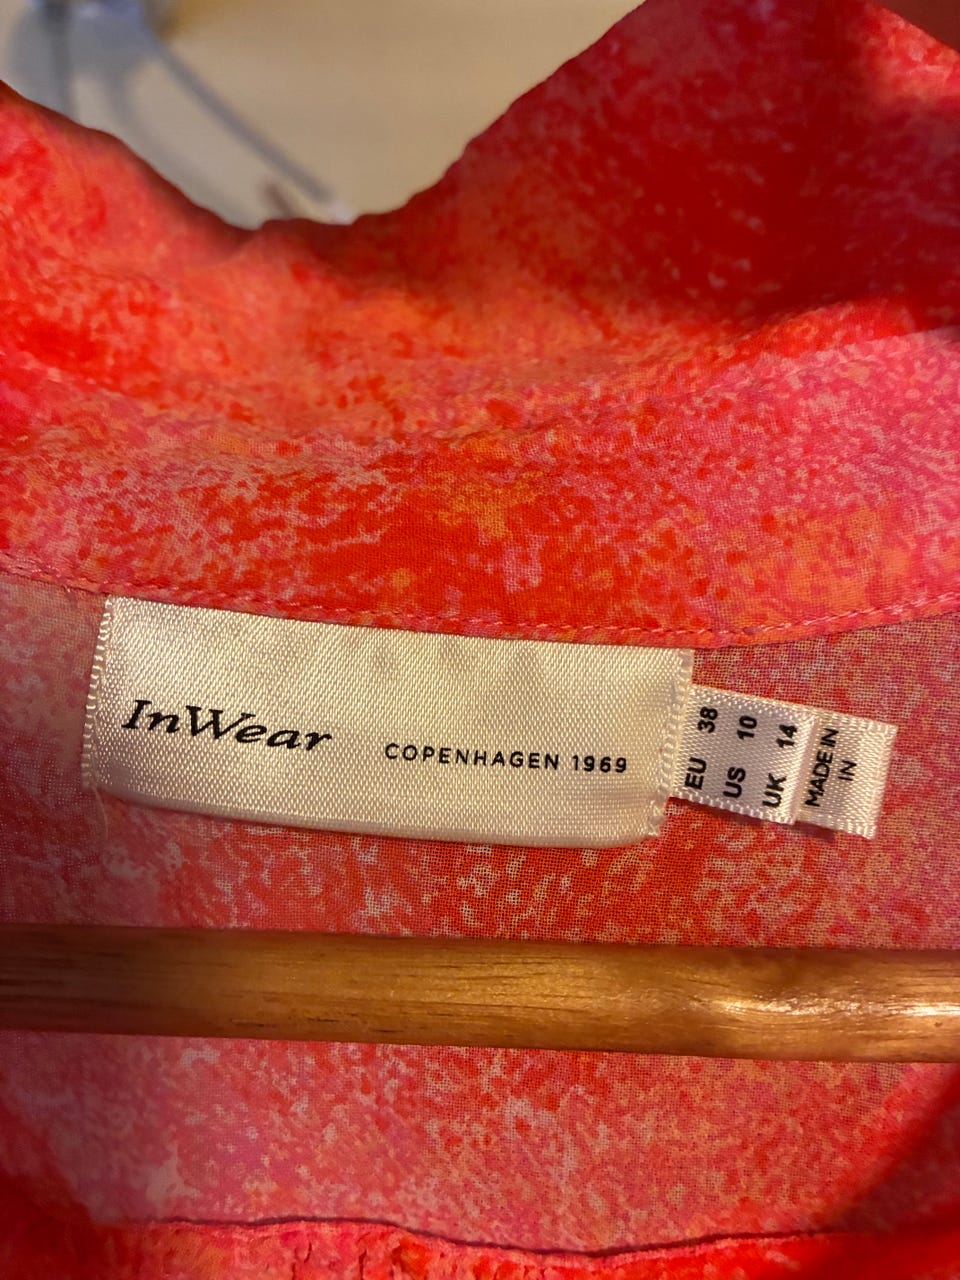 InWear COPENHAGEN 1969
EU 38
US 10
UK 14
MADE IN
IN